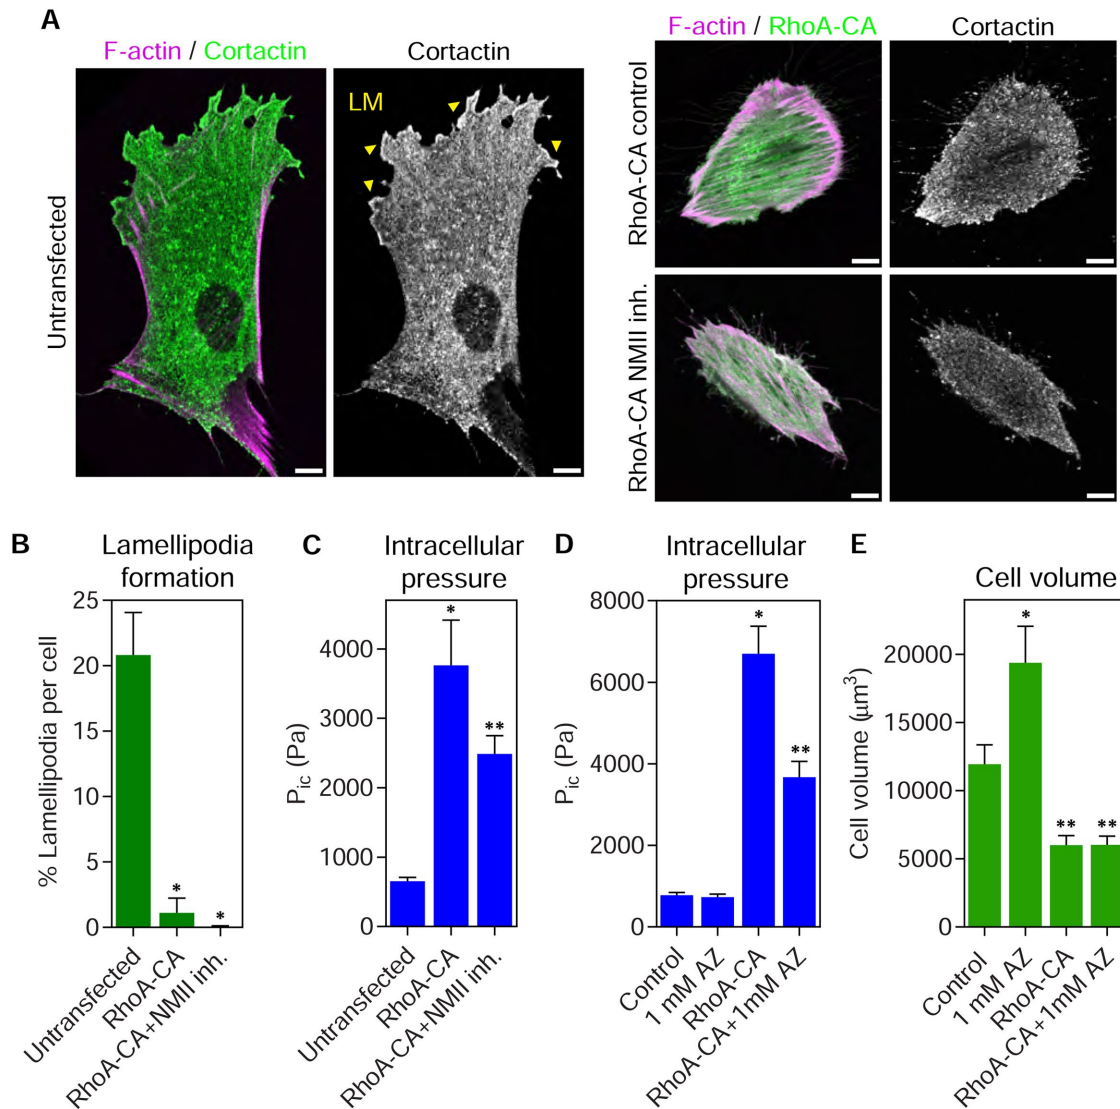 A
F-actin / Cortactin
Cortactin
Untransfected
LM
F-actin / RhoA-CA
Cortactin
RhoA-CA control
RhoA-CA NMII inh.
B
Lamellipodia
formation
% Lamellipodia per cell
25
20
15
10
5
0
*
*
Untransfected
RhoA-CA
RhoA-CA+NMII inh.
C
Intracellular
pressure
Pic (Pa)
4000
3000
2000
1000
0
*
**
Untransfected
RhoA-CA
RhoA-CA+NMII inh.
D
Intracellular
pressure
Pic (Pa)
8000
6000
4000
2000
0
*
**
Control
1 mM AZ
RhoA-CA
RhoA-CA+1mM AZ
E
Cell volume
Cell volume (μm3)
20000
15000
10000
5000
0
*
**
**
Control
1 mM AZ
RhoA-CA
RhoA-CA+1mM AZ